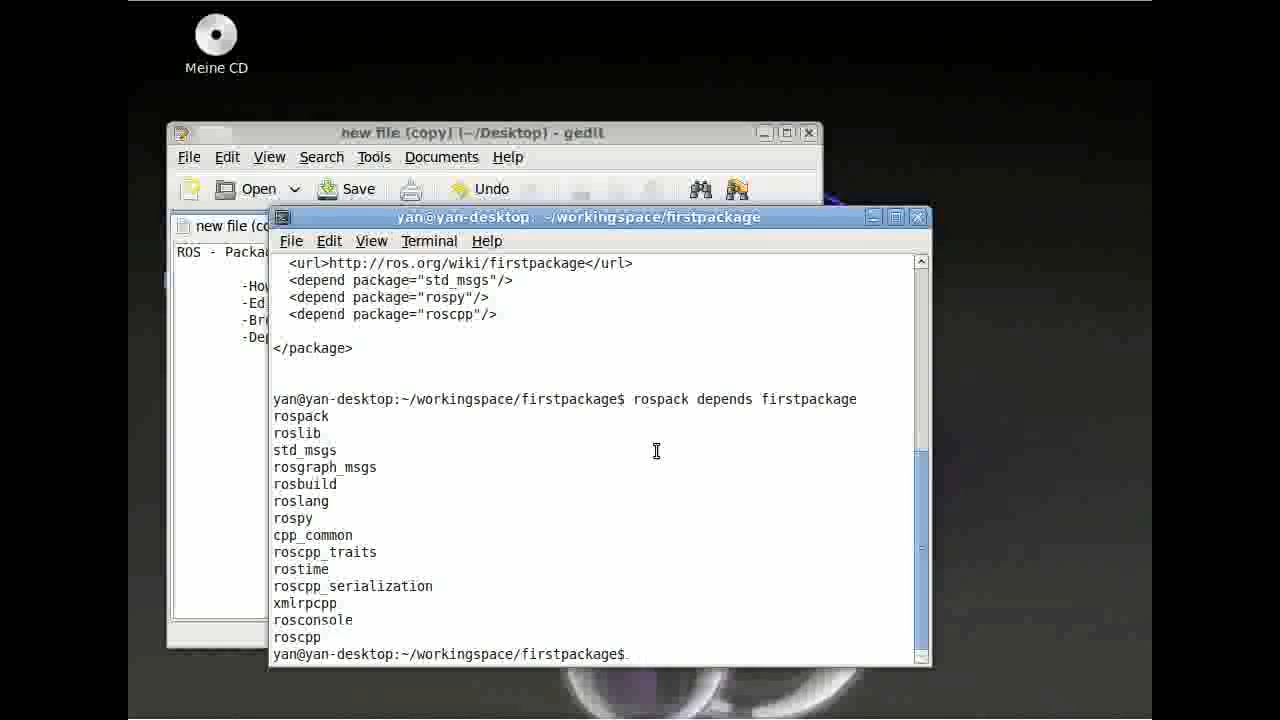 Meine CD
new file (copy) (~/Desktop) - gedit
File Edit View Search Tools Documents Help
Open Save Undo
new file (co
ROS - Packa
-How
-Ed
-Br
-De
yan@yan-desktop: ~/workingspace/firstpackage
File Edit View Terminal Help
<url>http://ros.org/wiki/firstpackage</url>
<depend package="std_msgs"/>
<depend package="rospy"/>
<depend package="roscpp"/>
</package>
yan@yan-desktop:~/workingspace/firstpackage$ rospack depends firstpackage
rospack
roslib
std_msgs
rosgraph_msgs
rosbuild
roslang
rospy
cpp_common
roscpp_traits
rostime
roscpp_serialization
xmlrpcpp
rosconsole
roscpp
yan@yan-desktop:~/workingspace/firstpackage$